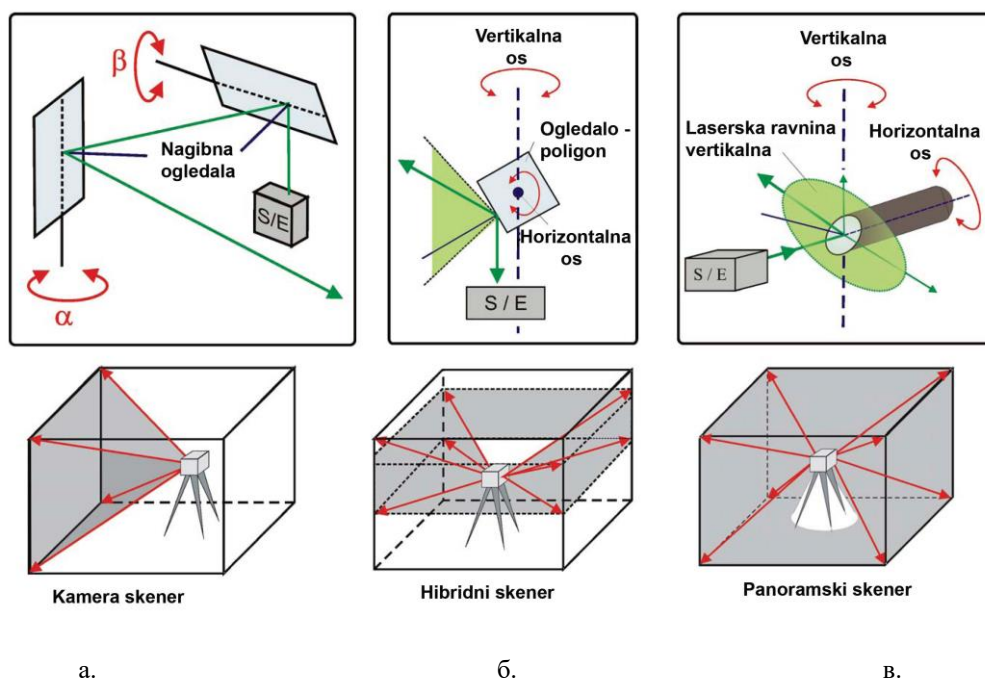 β
Nagibna
ogledala
S/E
α
Vertikalna
os
Ogledalo -
poligon
Horizontalna
os
S / E
Vertikalna
os
Laserska ravnina
vertikalna
Horizontalna
os
S / E
Kamera skener
Hibridni skener
Panoramski skener
а.
б.
в.